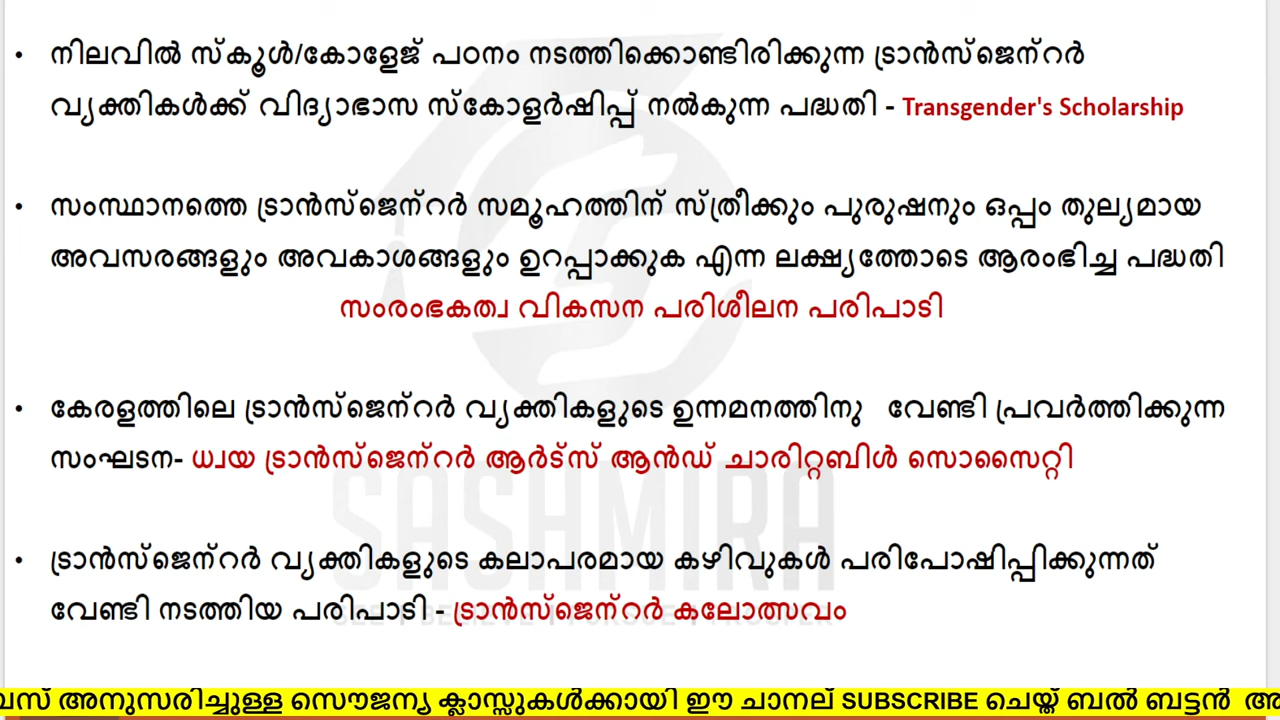 • നിലവിൽ സ്കൂൾ/കോളേജ് പഠനം നടത്തിക്കൊണ്ടിരിക്കുന്ന ട്രാൻസ്ജെന്റർ
വ്യക്തികൾക്ക് വിദ്യാഭാസ സ്കോളർഷിപ്പ് നൽകുന്ന പദ്ധതി - Transgender's Scholarship
• സംസ്ഥാനത്തെ ട്രാൻസ്ജെന്റർ സമൂഹത്തിന് സ്ത്രീക്കും പുരുഷനും ഒപ്പം തുല്യമായ
അവസരങ്ങളും അവകാശങ്ങളും ഉറപ്പാക്കുക എന്ന ലക്ഷ്യത്തോടെ ആരംഭിച്ച പദ്ധതി
സംരംഭകത്വ വികസന പരിശീലന പരിപാടി
• കേരളത്തിലെ ട്രാൻസ്ജെന്റർ വ്യക്തികളുടെ ഉന്നമനത്തിനു വേണ്ടി പ്രവർത്തിക്കുന്ന
സംഘടന- ധ്വയ ട്രാൻസ്ജെന്റർ ആർട്സ് ആൻഡ് ചാരിറ്റബിൾ സൊസൈറ്റി
SASHMIRA
• ട്രാൻസ്ജെന്റർ വ്യക്തികളുടെ കലാപരമായ കഴിവുകൾ പരിപോഷിപ്പിക്കുന്നത്
വേണ്ടി നടത്തിയ പരിപാടി - ട്രാൻസ്ജെന്റർ കലോത്സവം
അനുസരിച്ചുള്ള സൌജന്യ ക്ലാസ്സുകൾക്കായി ഈ ചാനല് SUBSCRIBE ചെയ്ത് ബൽ ബട്ടൻ